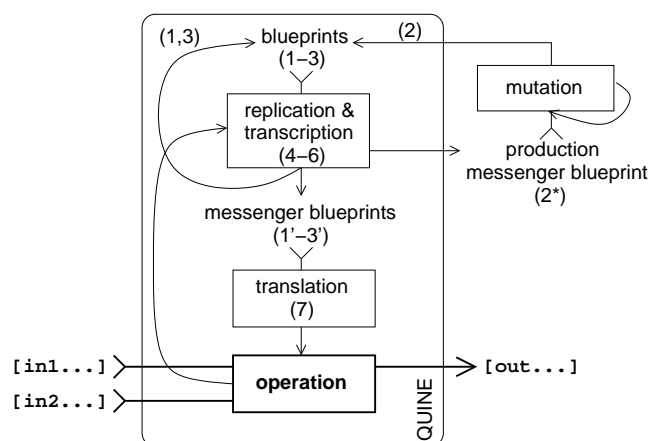 (1,3)
blueprints
(1–3)
(2)
mutation
replication &
transcription
(4–6)
production
messenger blueprint
(2*)
messenger blueprints
(1'–3')
translation
(7)
[in1...]
operation
[out...]
[in2...]
QUINE